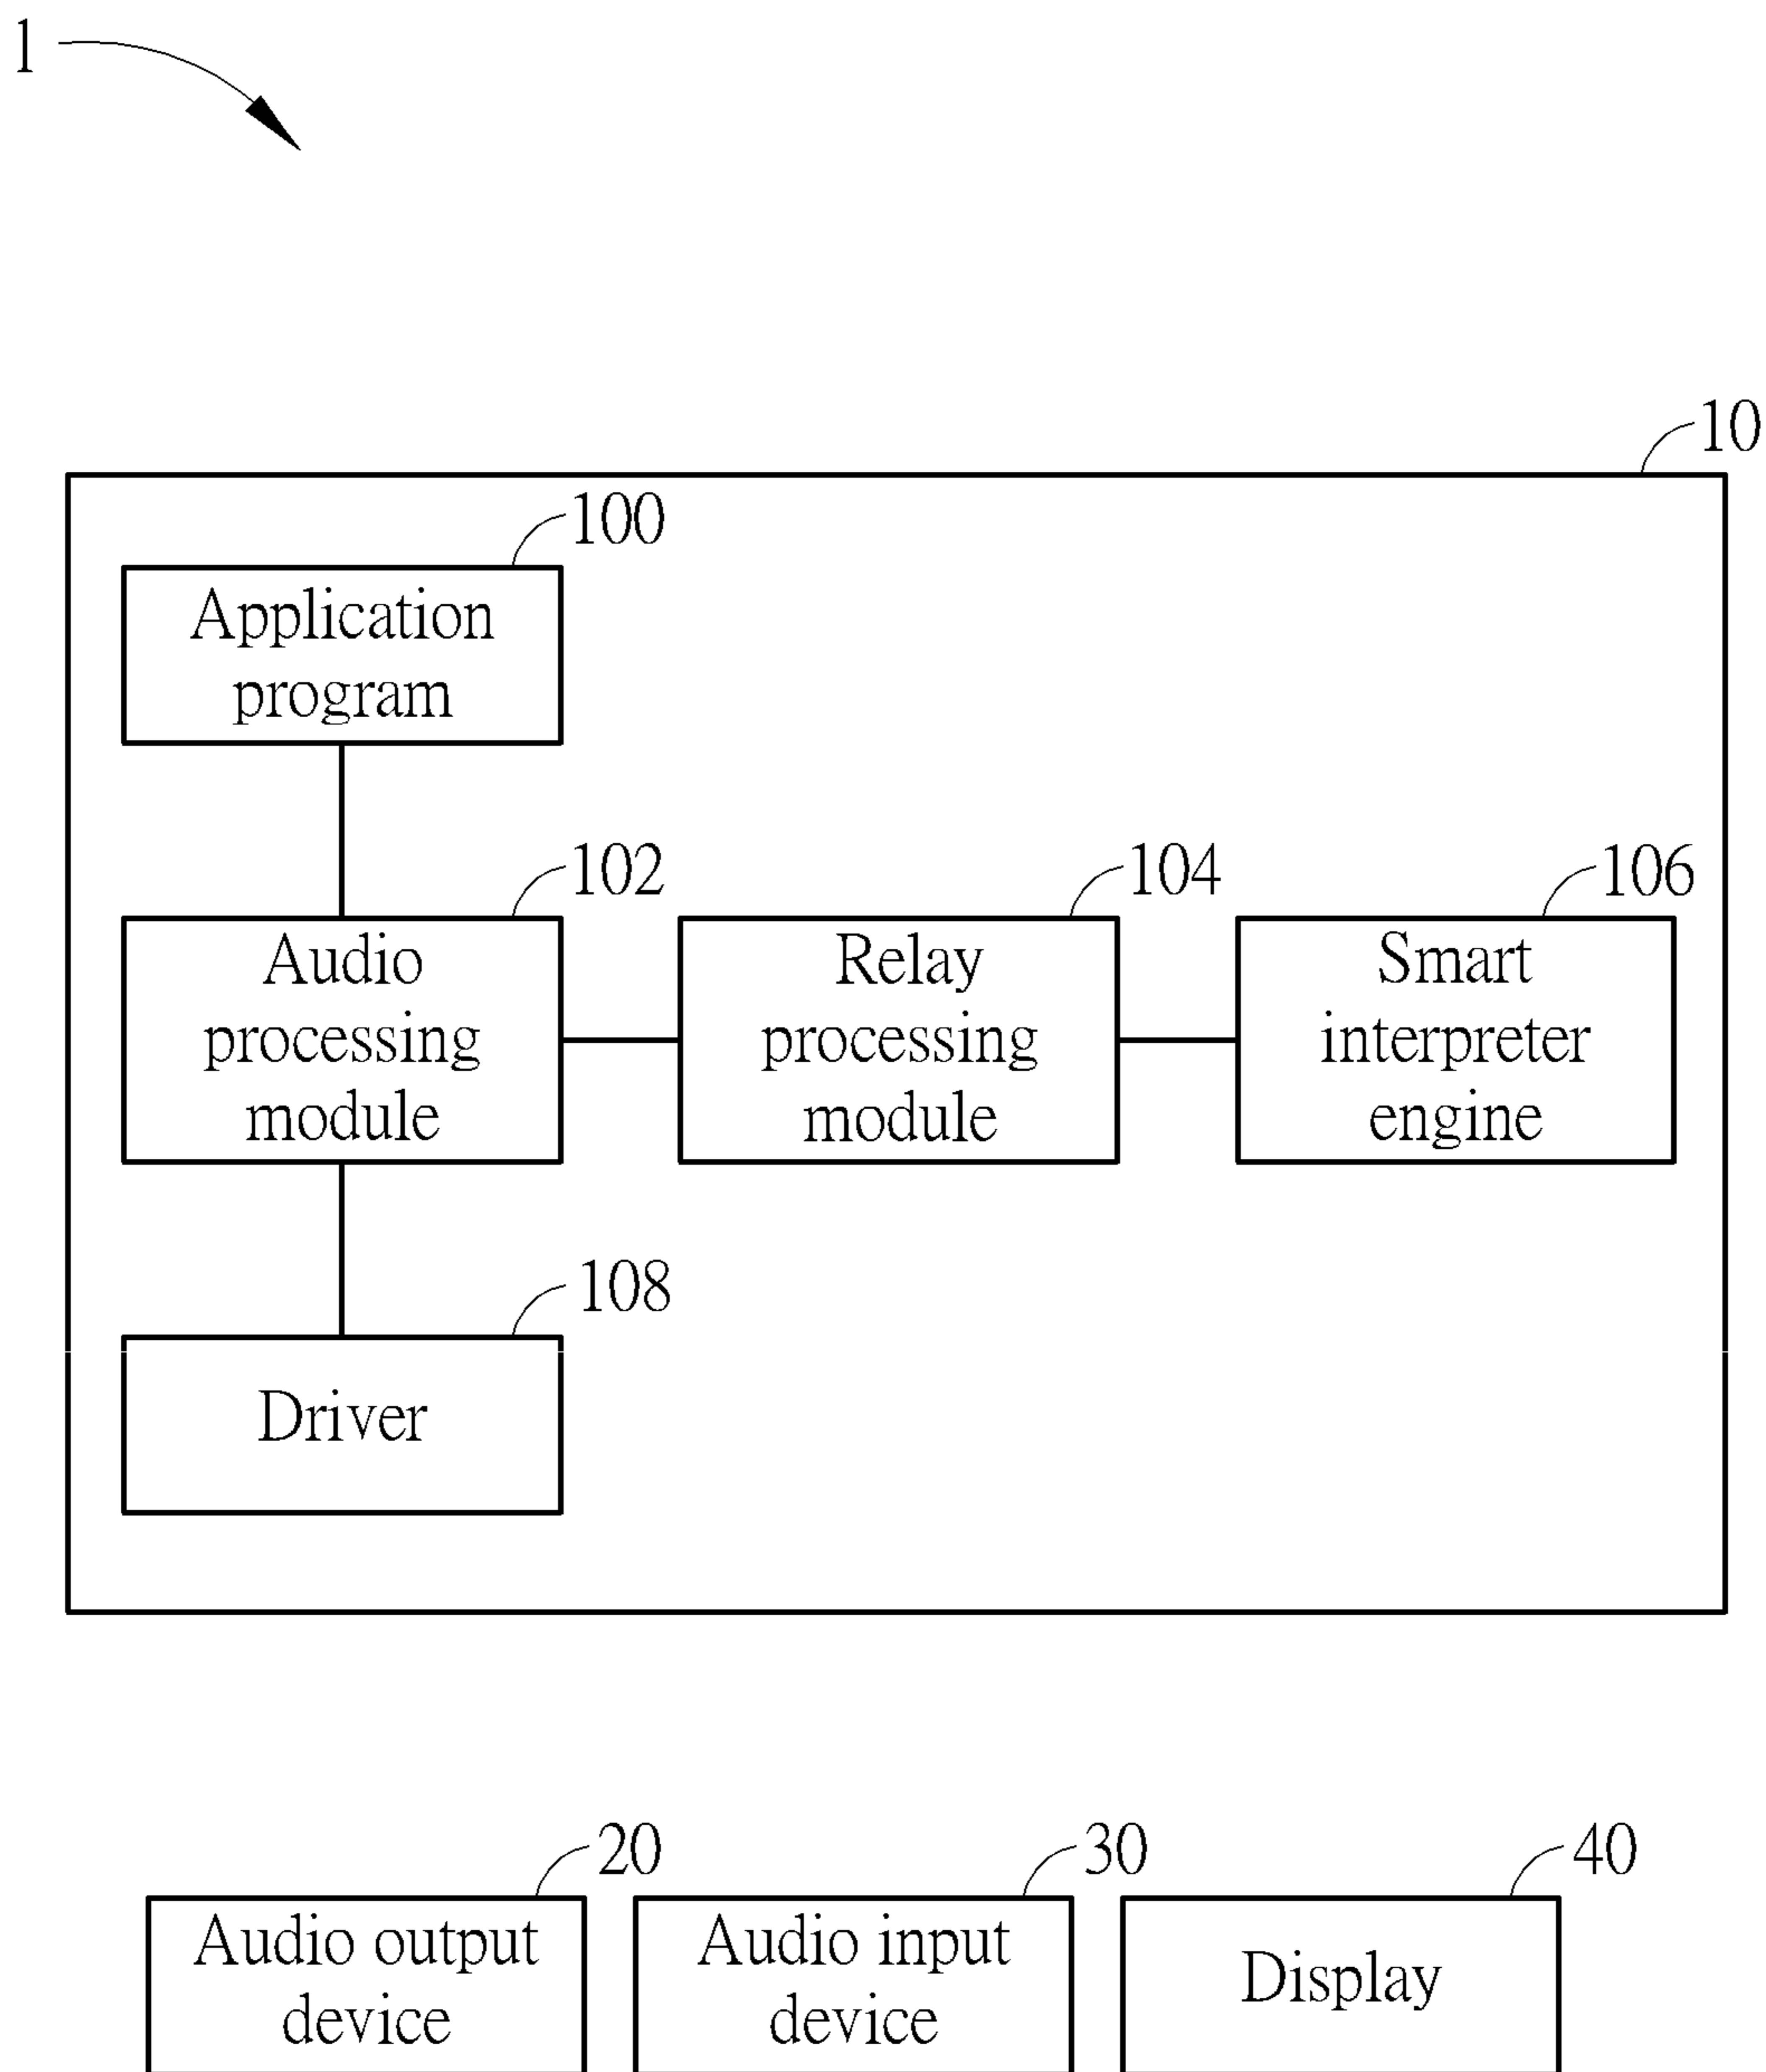 1
10
100
Application
program
102
104
106
Audio
processing
module
Relay
processing
module
Smart
interpreter
engine
108
Driver
20
30
40
Audio output
device
Audio input
device
Display